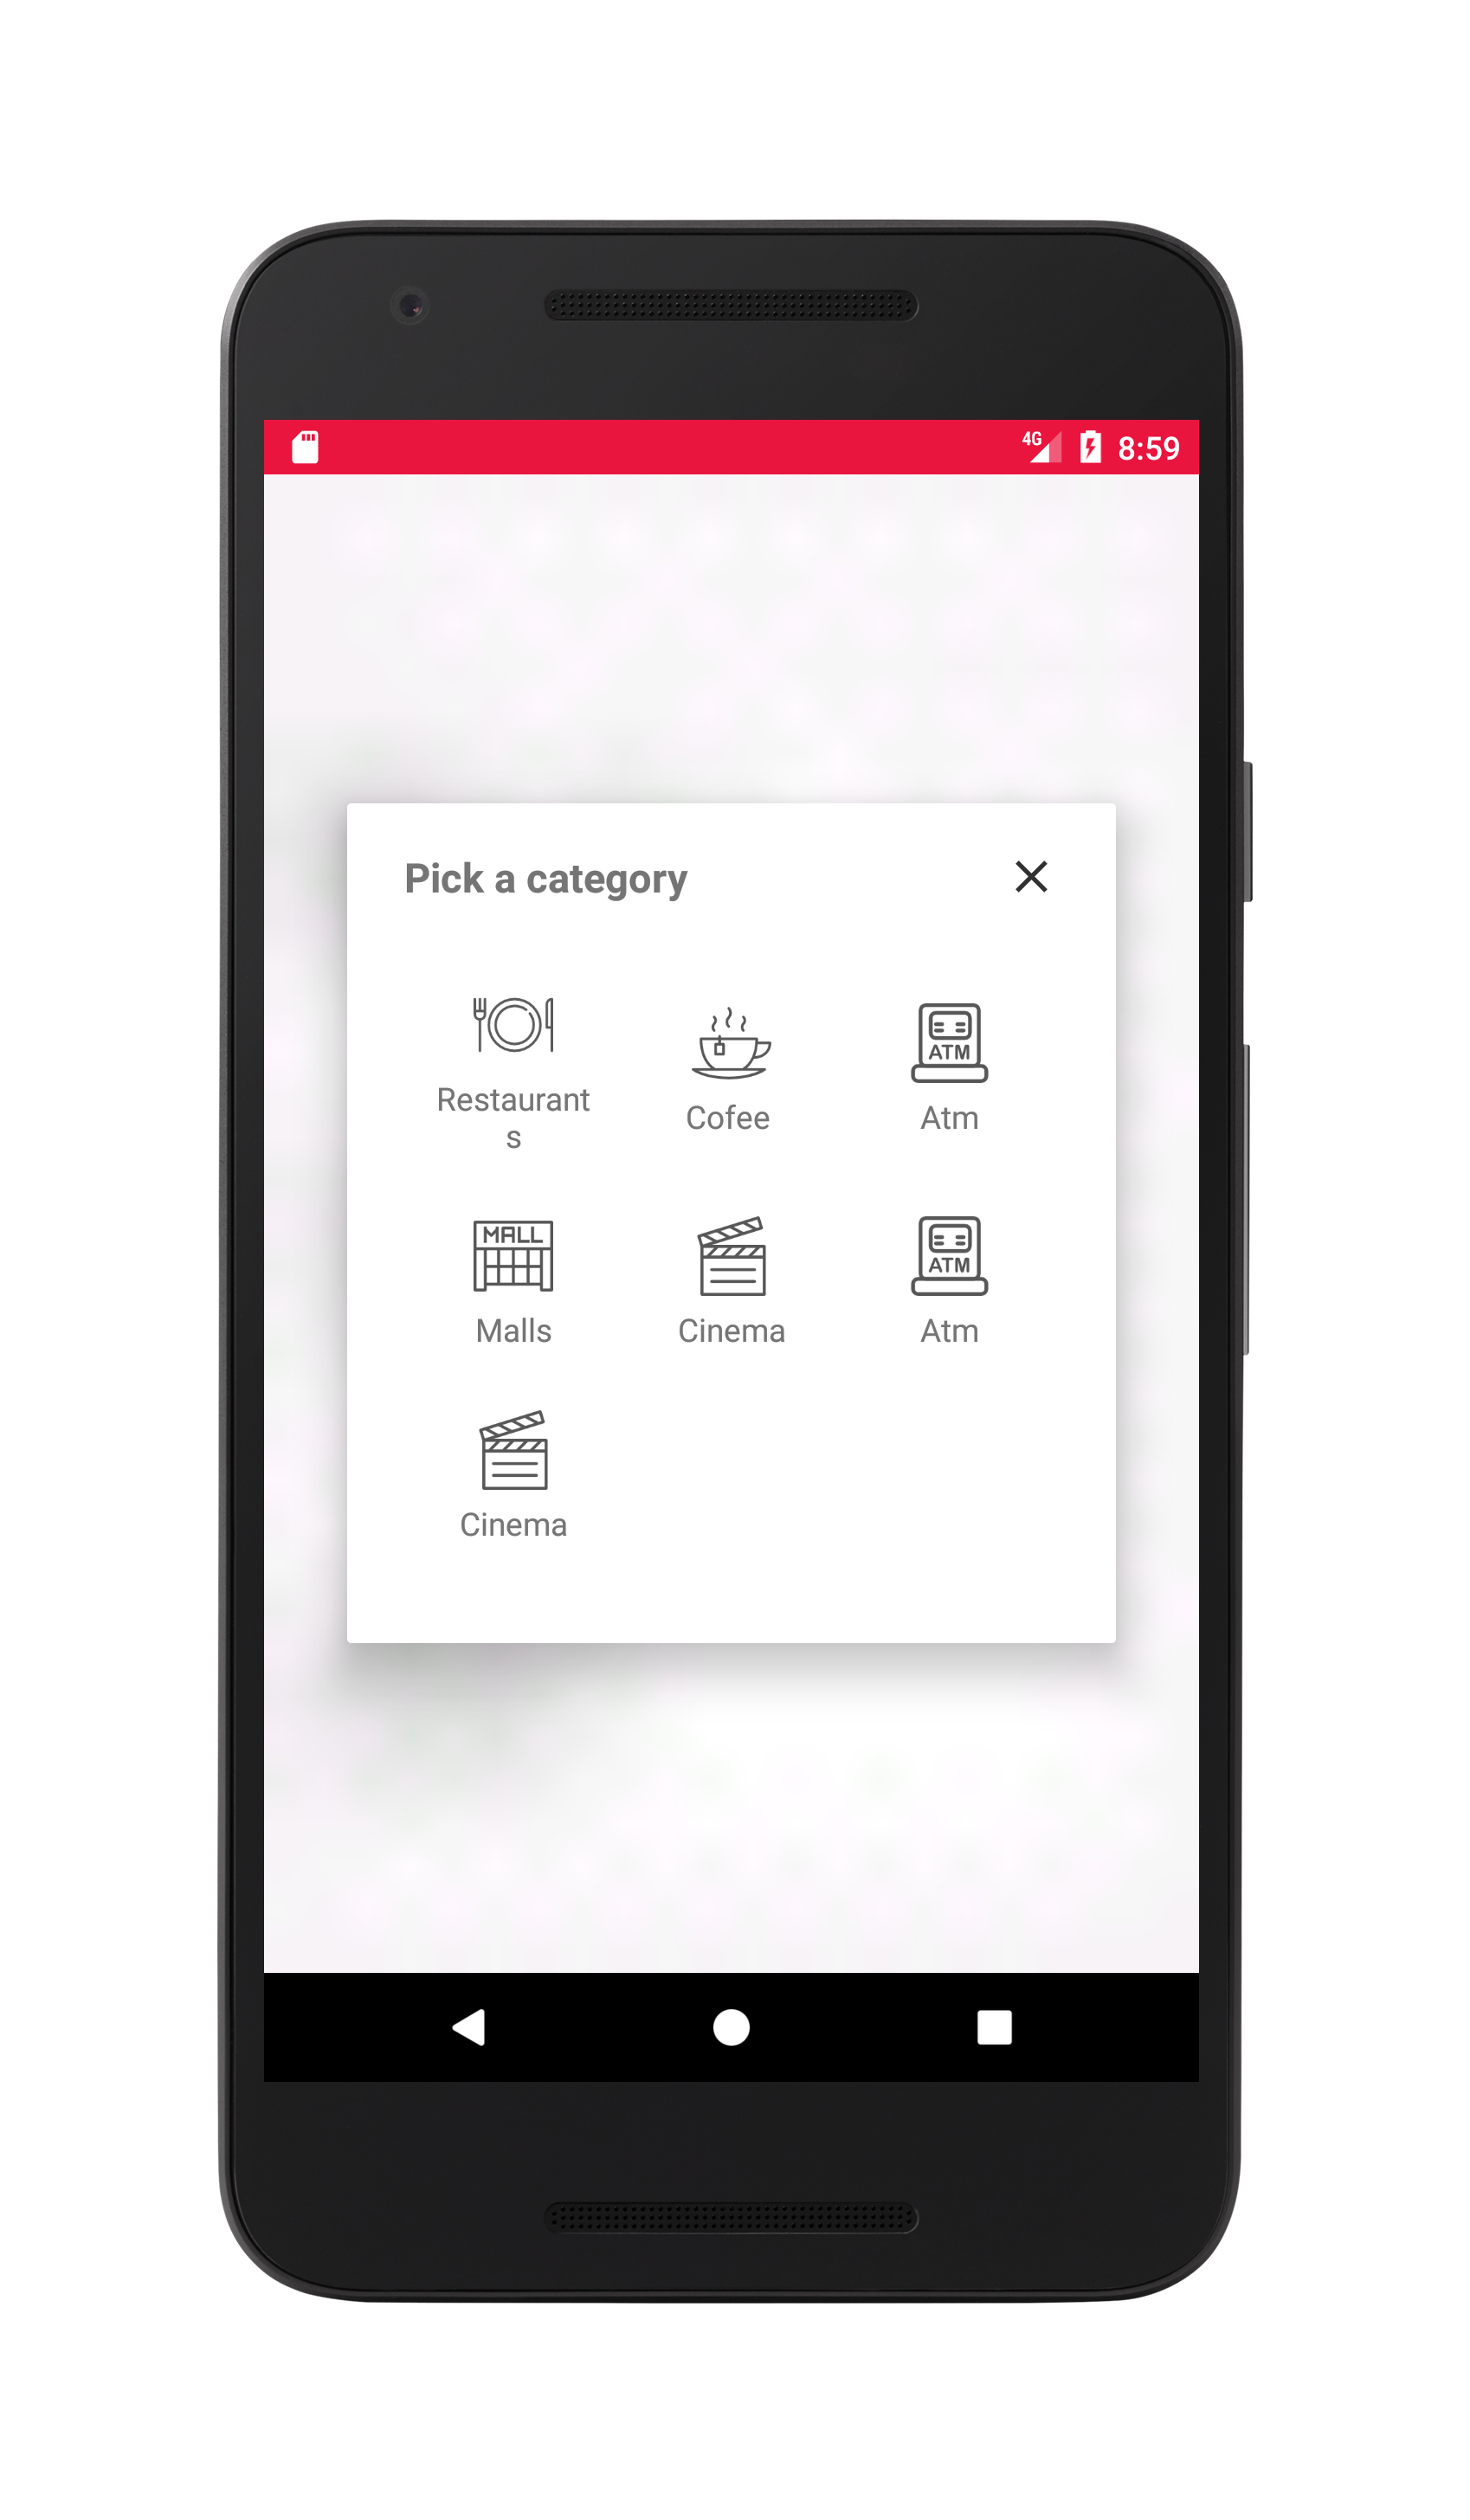 4G 8:59
Pick a category
ATM
Restaurant
s
Cofee
Atm
MALL
ATM
Malls
Cinema
Atm
Cinema